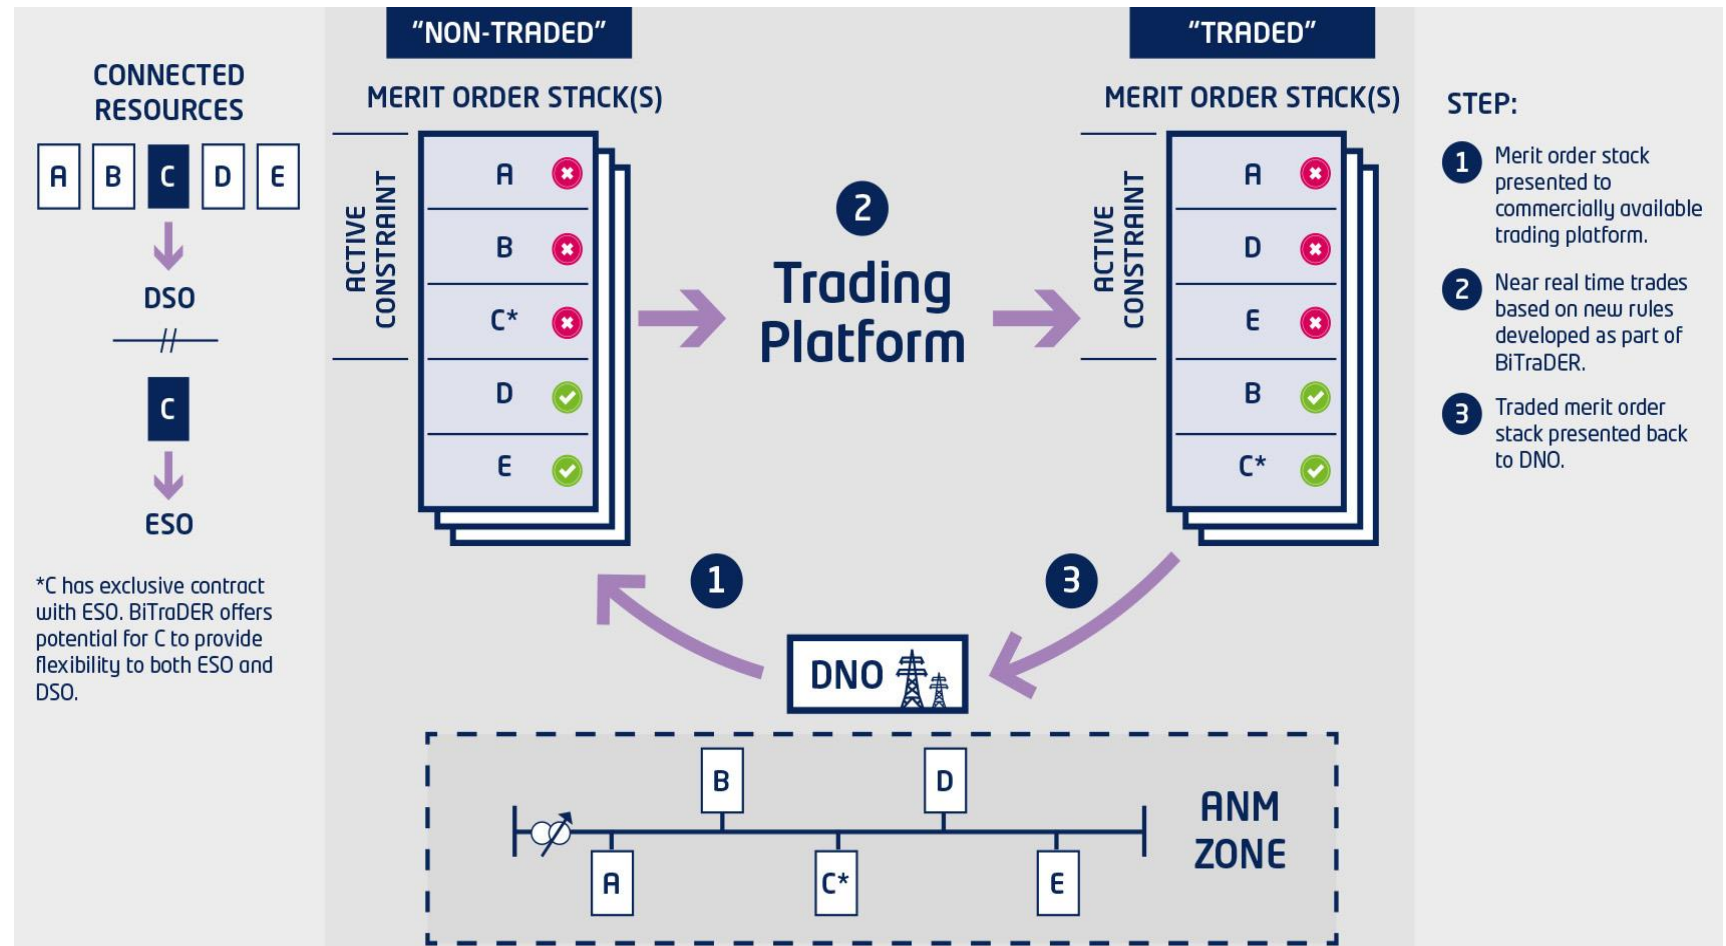 CONNECTED
RESOURCES
A B C D E
DSO
C
ESO
*C has exclusive contract
with ESO. BiTraDER offers
potential for C to provide
flexibility to both ESO and
DSO.
"NON-TRADED"
MERIT ORDER STACK(S)
ACTIVE
CONSTRAINT
A
B
C*
D
E
2
Trading
Platform
"TRADED"
MERIT ORDER STACK(S)
ACTIVE
CONSTRAINT
A
D
E
B
C*
1
3
DNO
B
D
A
C*
E
ANM
ZONE
STEP:
1
Merit order stack
presented to
commercially available
trading platform.
2
Near real time trades
based on new rules
developed as part of
BiTraDER.
3
Traded merit order
stack presented back
to DNO.